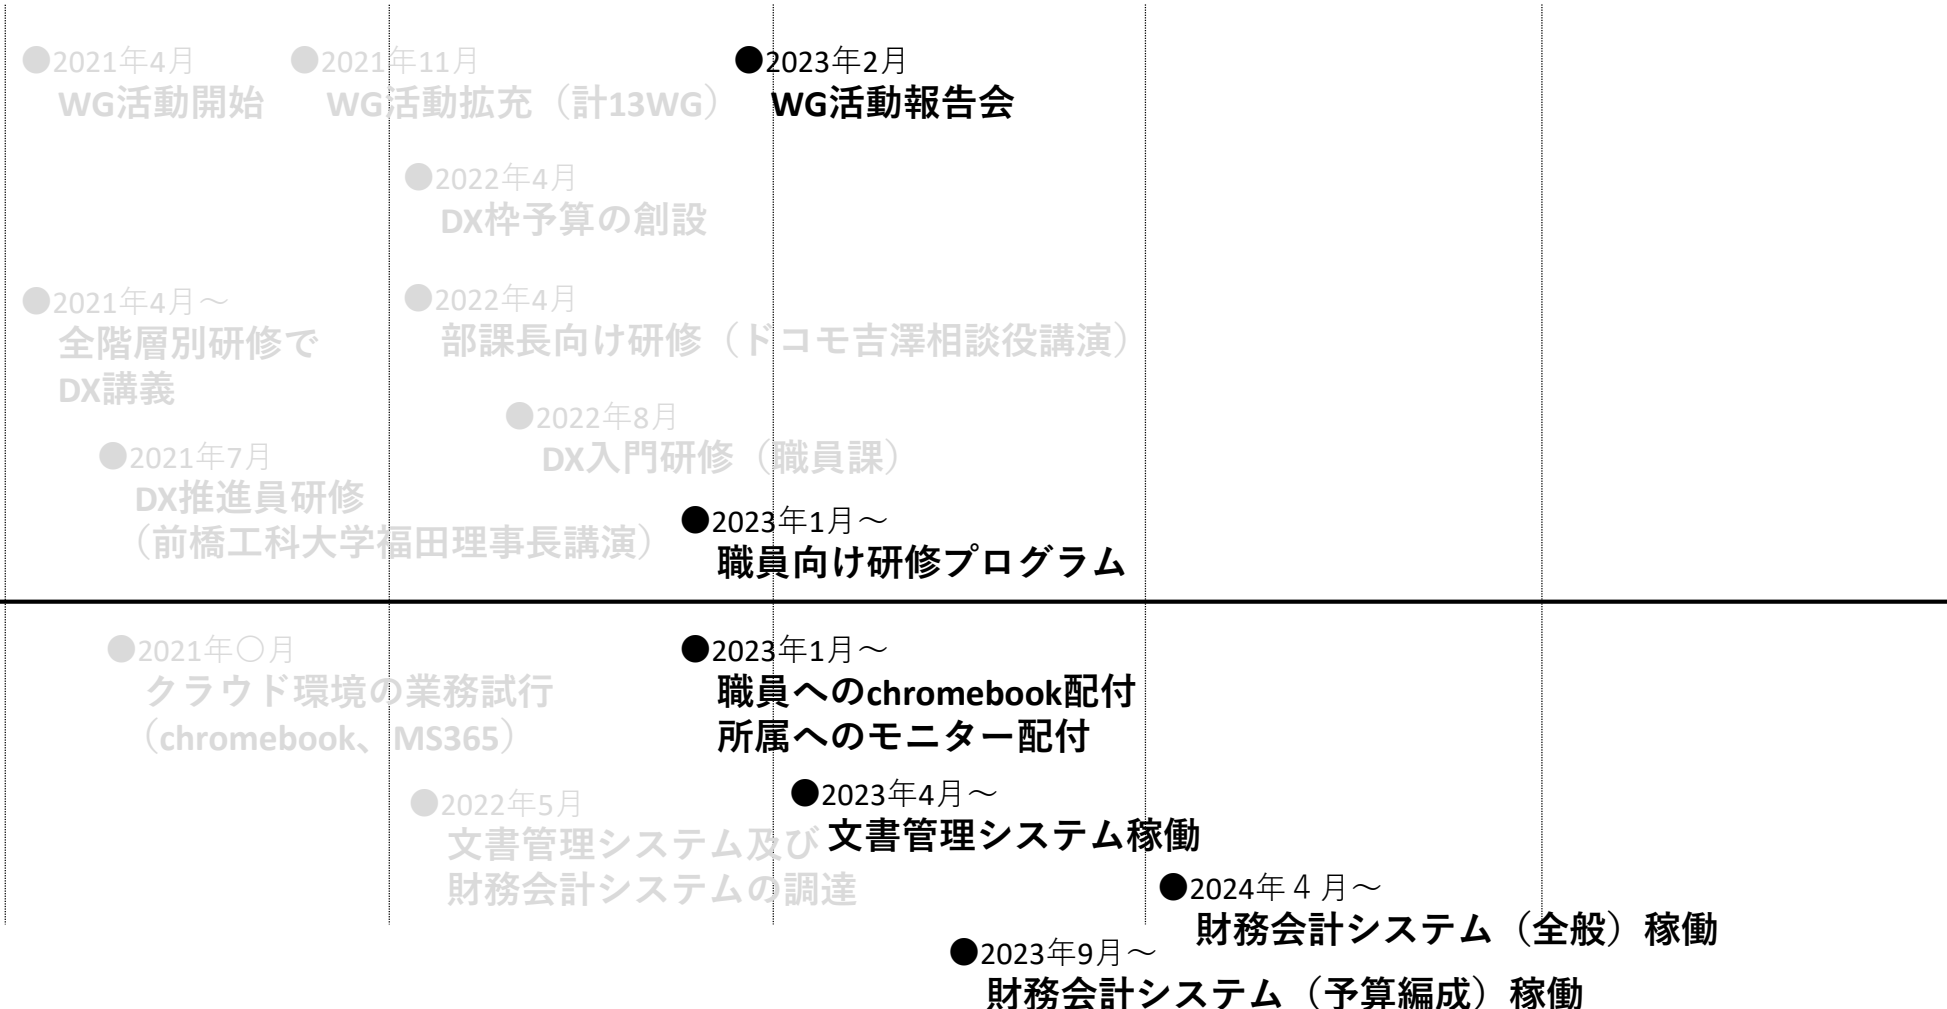 ●2021年4月
WG活動開始
●2021年11月
WG活動拡充（計13WG）
●2023年2月
WG活動報告会
●2022年4月
DX枠予算の創設
●2021年4月～
全階層別研修で
DX講義
●2022年4月
部課長向け研修（ドコモ吉澤相談役講演）
●2022年8月
DX入門研修（職員課）
●2021年7月
DX推進員研修
（前橋工科大学福田理事長講演）
●2023年1月～
職員向け研修プログラム
●2021年〇月
クラウド環境の業務試行
（chromebook、MS365）
●2023年1月～
職員へのchromebook配付
所属へのモニター配付
●2022年5月
文書管理システム及び
財務会計システムの調達
●2023年4月～
文書管理システム稼働
●2024年４月～
財務会計システム（全般）稼働
●2023年9月～
財務会計システム（予算編成）稼働